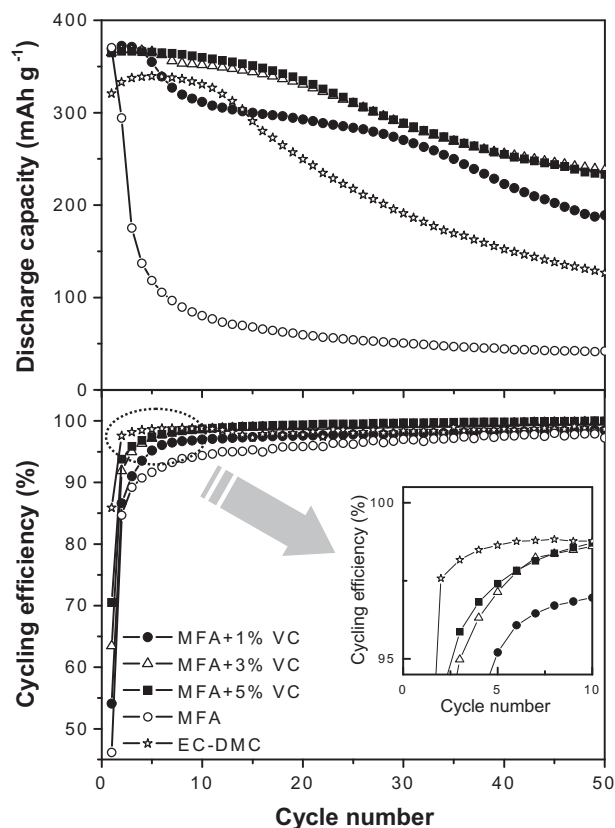 400
300
200
100
0
Discharge capacity (mAh g⁻¹)
100
90
80
70
60
50
Cycling efficiency (%)
MFA+1% VC
MFA+3% VC
MFA+5% VC
MFA
EC-DMC
100
95
Cycling efficiency (%)
0 5 10
Cycle number
0 10 20 30 40 50
Cycle number